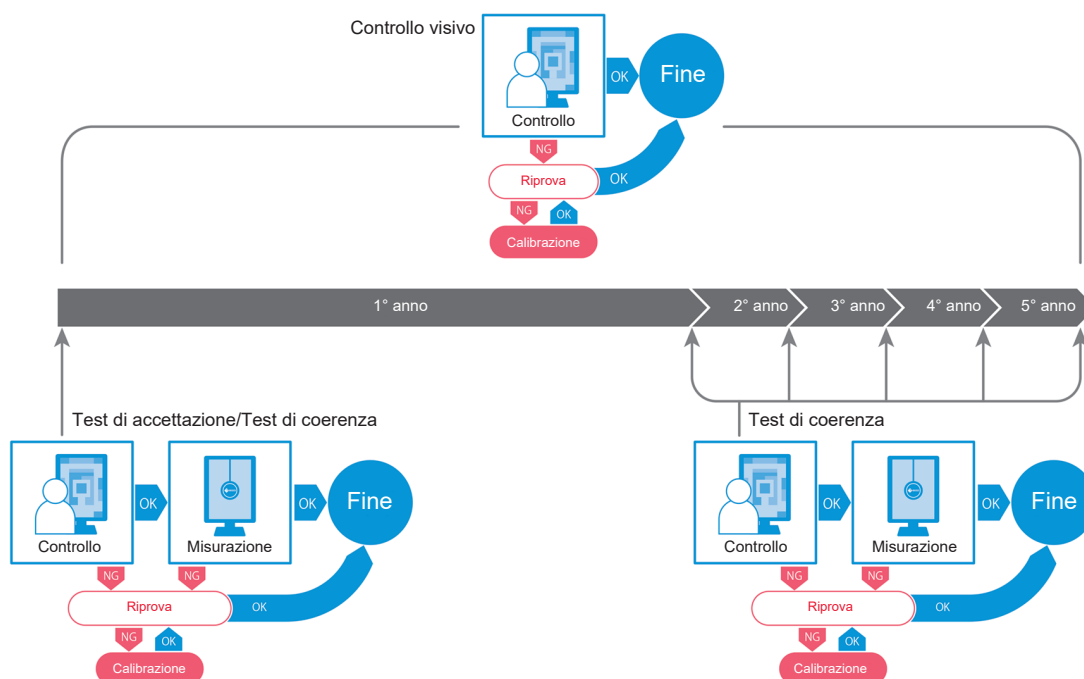 Controllo visivo
OK
Fine
Controllo
NG
Riprova
OK
NG
OK
Calibrazione
1° anno
2° anno
3° anno
4° anno
5° anno
Test di accettazione/Test di coerenza
OK
OK
Fine
Controllo
Misurazione
NG
NG
Riprova
OK
NG
OK
Calibrazione
Test di coerenza
OK
OK
Fine
Controllo
Misurazione
NG
NG
Riprova
OK
NG
OK
Calibrazione